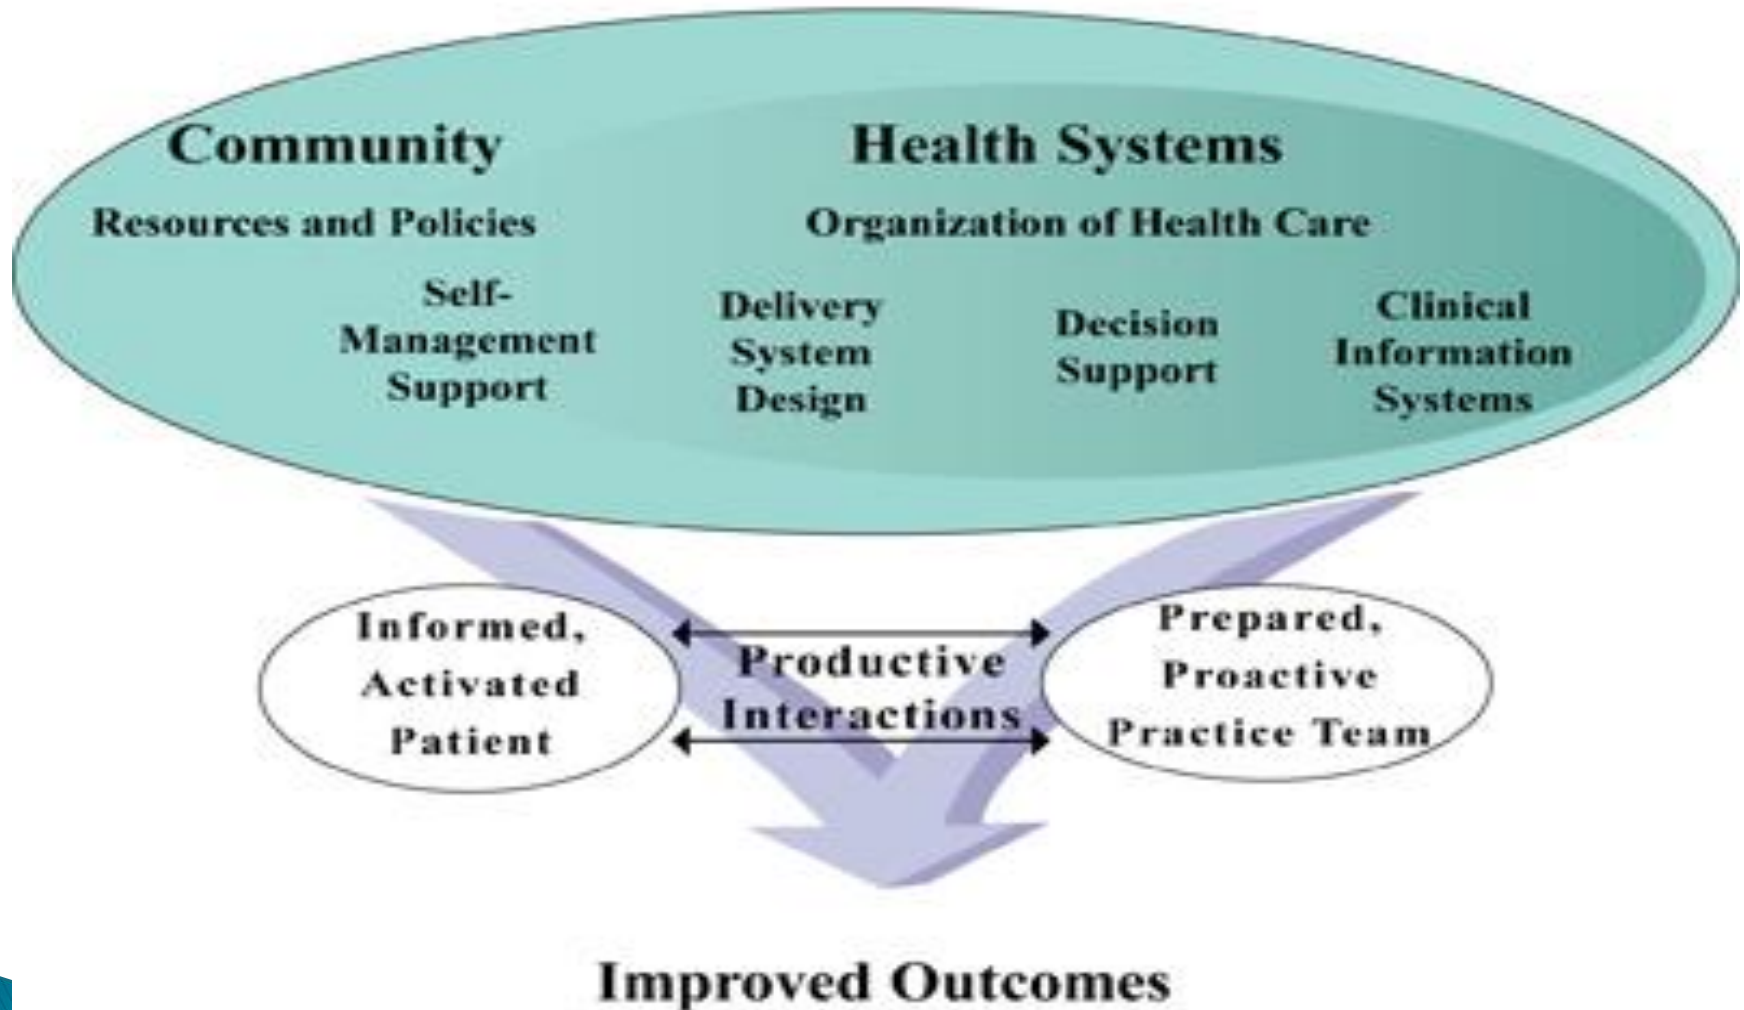 Community
Health Systems
Resources and Policies
Organization of Health Care
Self-
Management
Support
Delivery
System
Design
Decision
Support
Clinical
Information
Systems
Informed,
Activated
Patient
Productive
Interactions
Prepared,
Proactive
Practice Team
Improved Outcomes